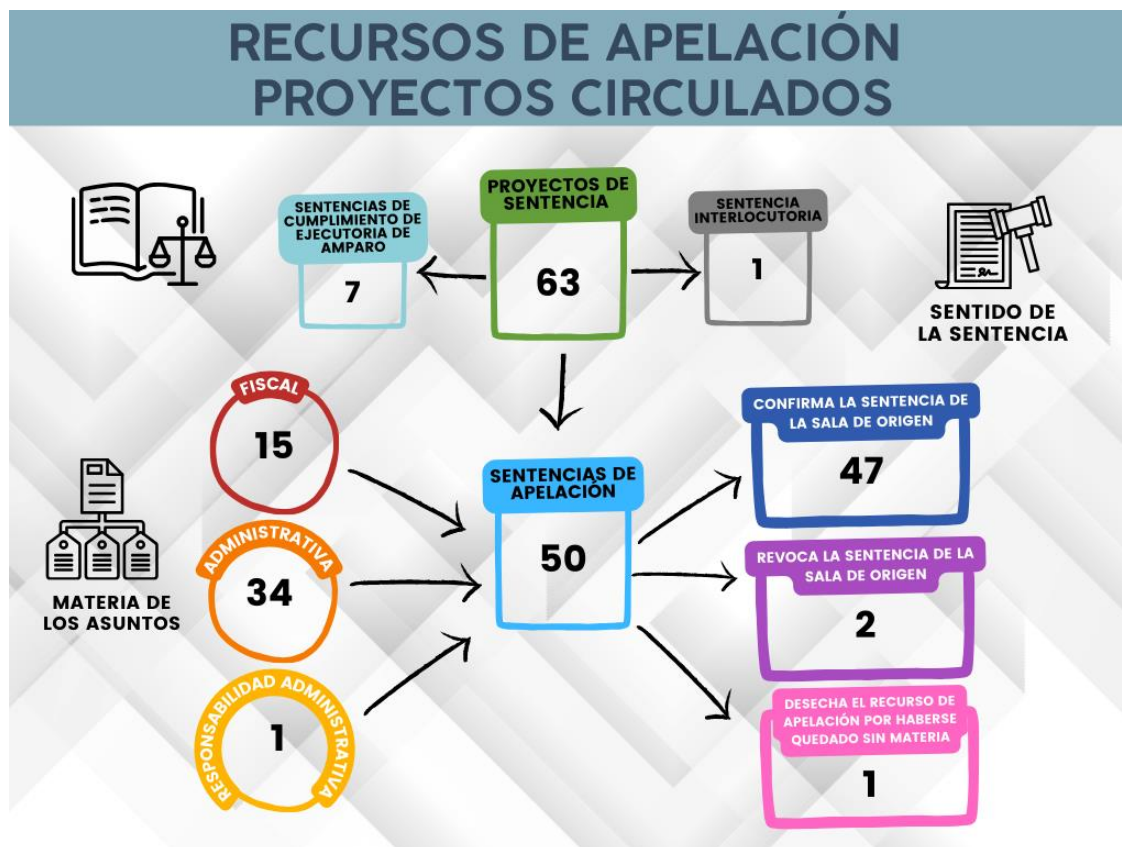 RECURSOS DE APELACIÓN
PROYECTOS CIRCULADOS
SENTENCIAS DE
CUMPLIMIENTO DE
EJECUTORIA DE
AMPARO
7
PROYECTOS DE
SENTENCIA
63
SENTENCIA
INTERLOCUTORIA
1
SENTIDO DE
LA SENTENCIA
FISCAL
15
ADMINISTRATIVA
34
RESPONSABILIDAD ADMINISTRATIVA
1
MATERIA DE
LOS ASUNTOS
SENTENCIAS DE
APELACIÓN
50
CONFIRMA LA SENTENCIA DE
LA SALA DE ORIGEN
47
REVOCA LA SENTENCIA DE LA
SALA DE ORIGEN
2
DESECHA EL RECURSO DE
APELACIÓN POR HABERSE
QUEDADO SIN MATERIA
1